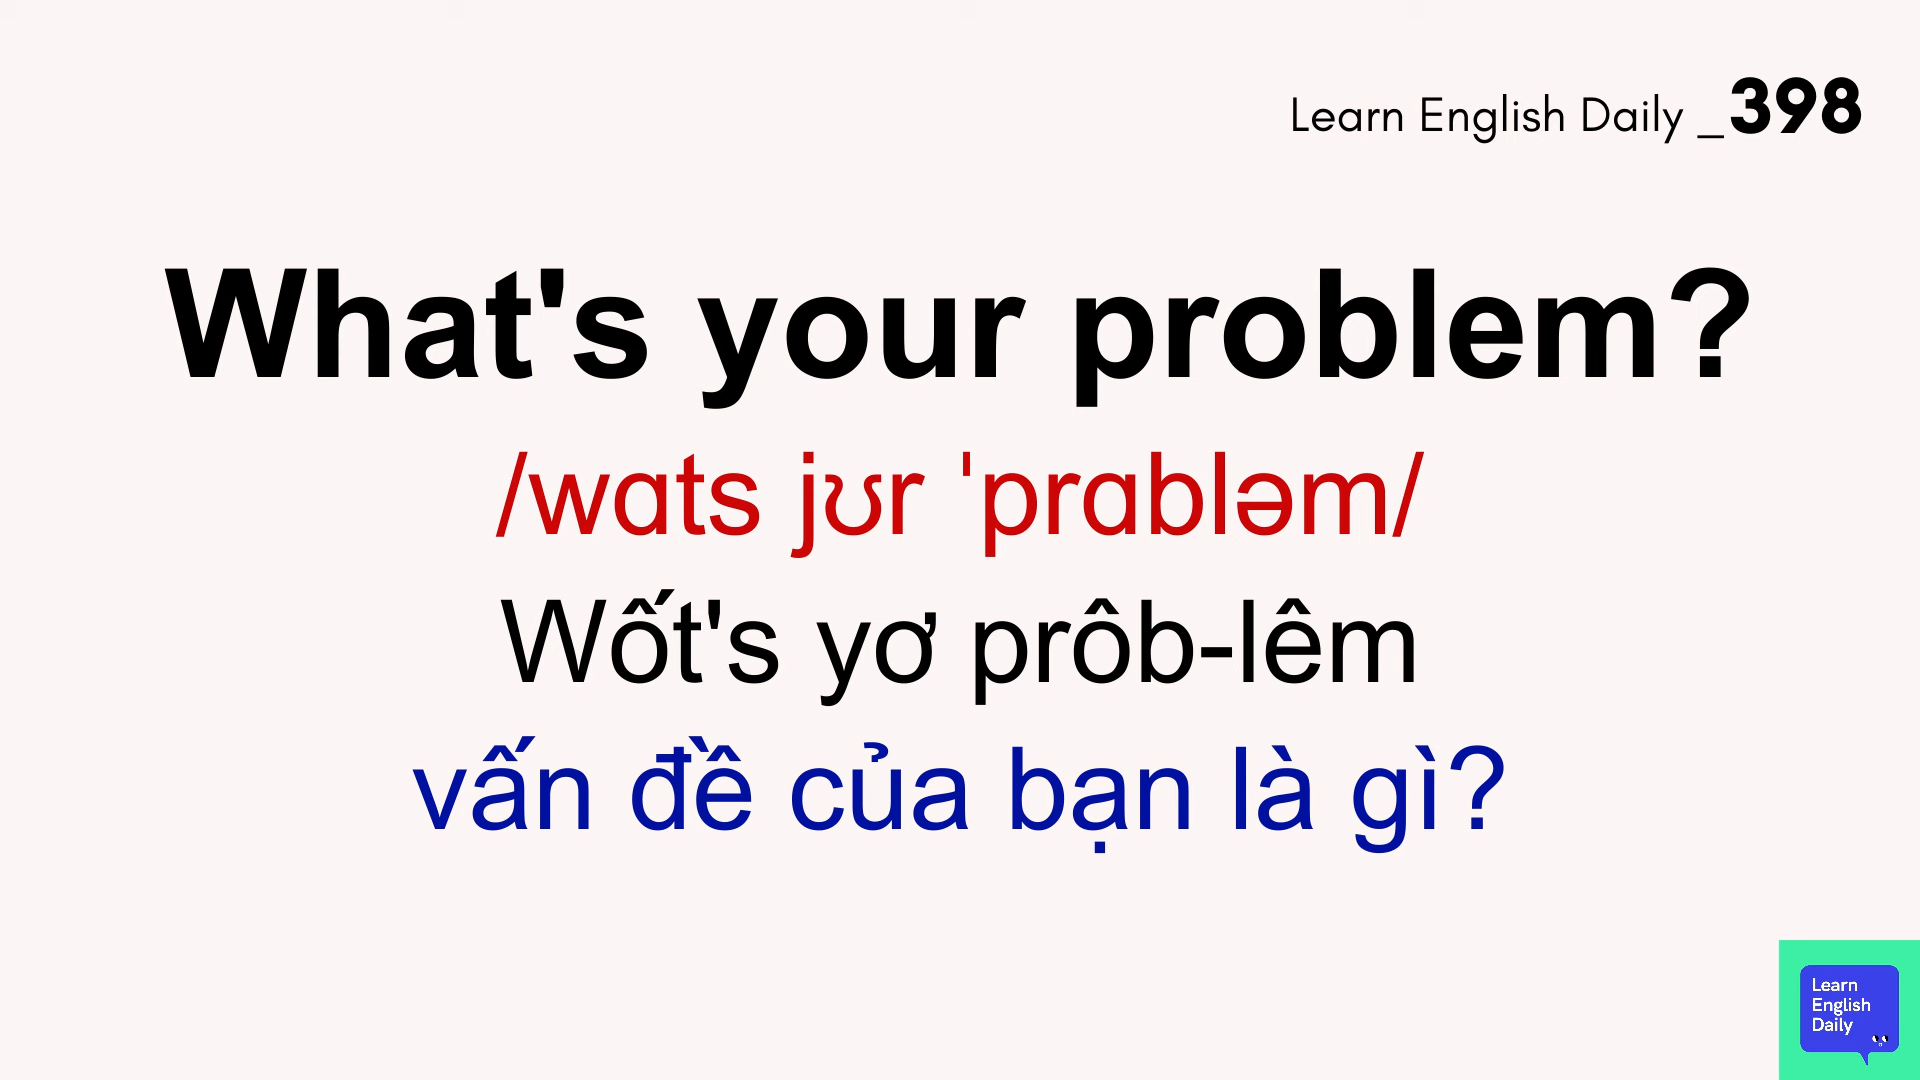 Learn English Daily _398
What's your problem?
/wɑts jʊr ˈprɑbləm/
Wốt's yơ prôb-lêm
vấn đề của bạn là gì?
Learn
English
Daily